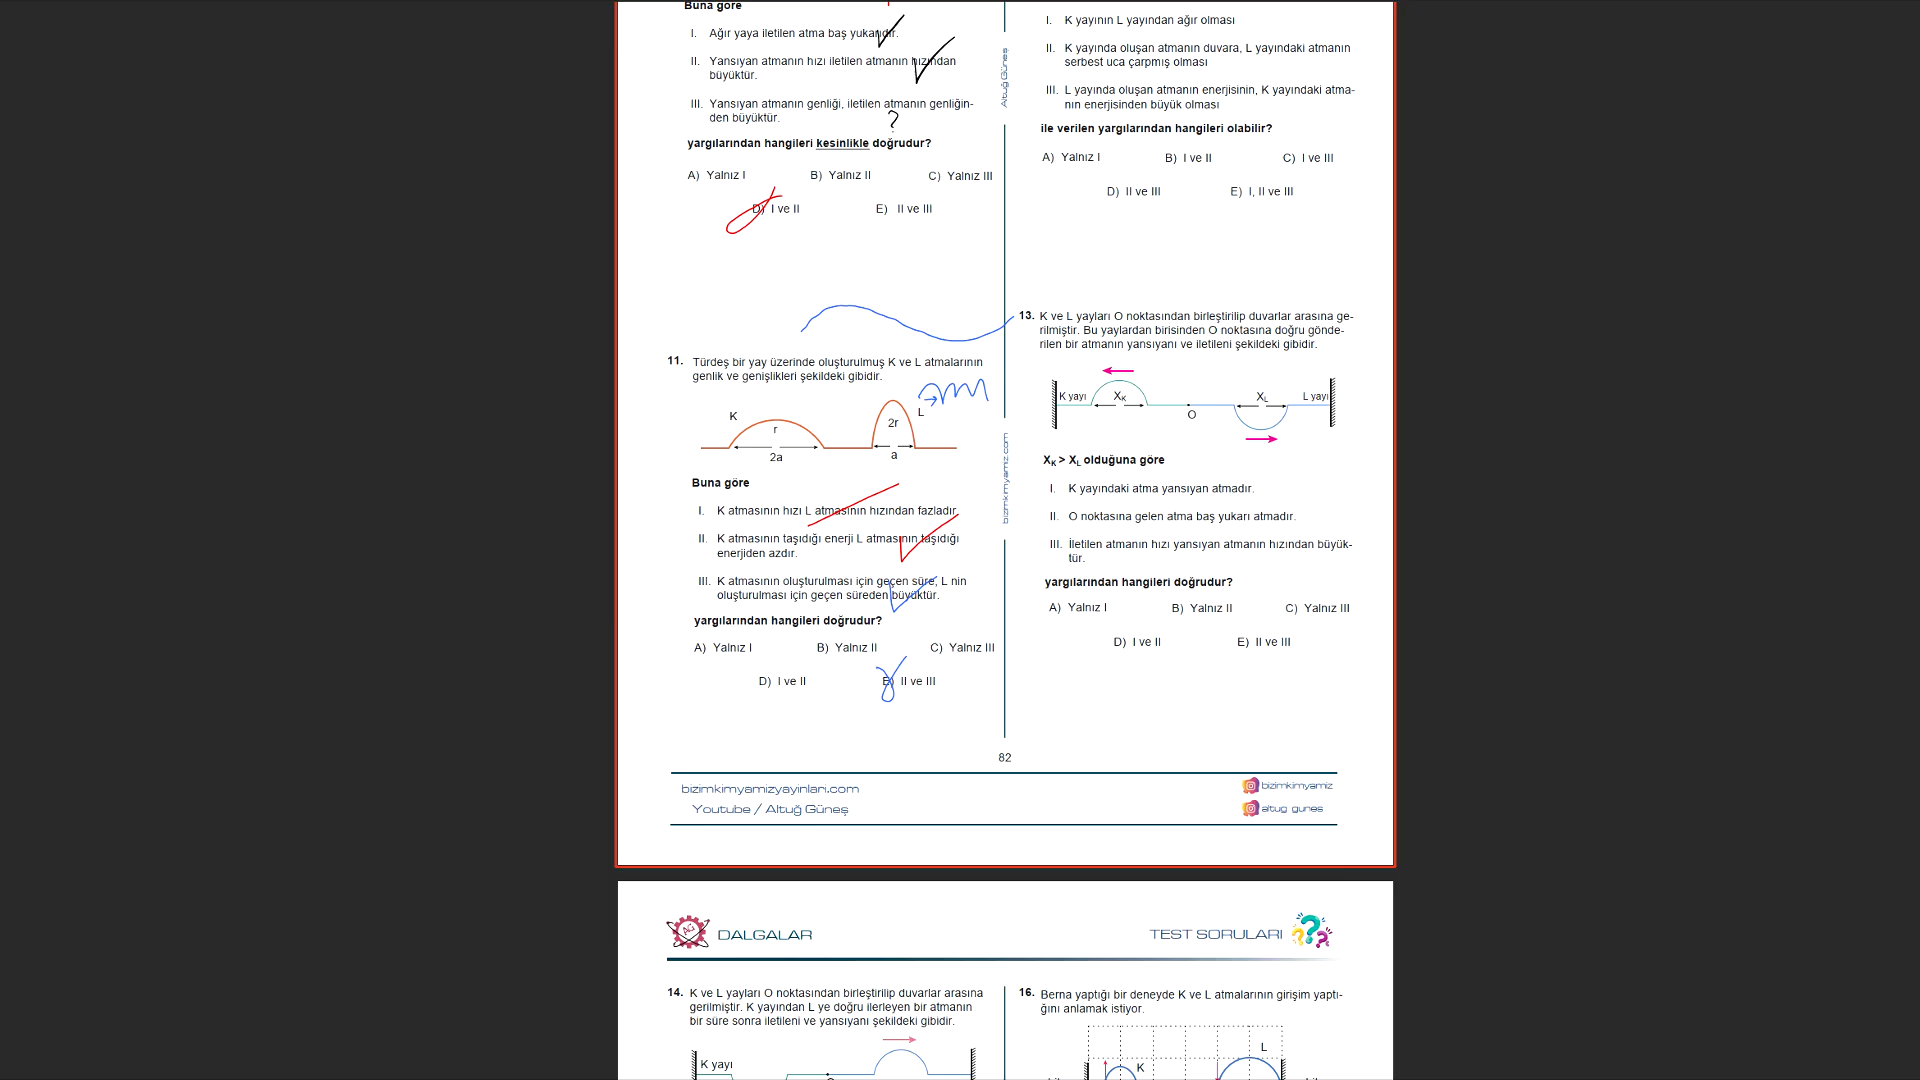 Buna göre
I. Ağır yaya iletilen atma baş yukarıdır.
II. Yansıyan atmanın hızı iletilen atmanın hızından
büyüktür.
III. Yansıyan atmanın genliği, iletilen atmanın genliğin-
den büyüktür.
?
yargılarından hangileri kesinlikle doğrudur?
A) Yalnız I B) Yalnız II C) Yalnız III
D) I ve II E) II ve III
11. Türdeş bir yay üzerinde oluşturulmuş K ve L atmalarının
genlik ve genişlikleri şekildeki gibidir.
K
r
2a
L
2r
a
Buna göre
I. K atmasının hızı L atmasının hızından fazladır.
II. K atmasının taşıdığı enerji L atmasının taşıdığı
enerjiden azdır.
III. K atmasının oluşturulması için geçen süre, L nin
oluşturulması için geçen süreden büyüktür.
yargılarından hangileri doğrudur?
A) Yalnız I B) Yalnız II C) Yalnız III
D) I ve II E) II ve III
Altuğ Güneş
bizimkimyamiz.com
I. K yayının L yayından ağır olması
II. K yayında oluşan atmanın duvara, L yayındaki atmanın
serbest uca çarpmış olması
III. L yayında oluşan atmanın enerjisinin, K yayındaki atma-
nın enerjisinden büyük olması
ile verilen yargılarından hangileri olabilir?
A) Yalnız I B) I ve II C) I ve III
D) II ve III E) I, II ve III
13. K ve L yayları O noktasından birleştirilip duvarlar arasına ge-
rilmiştir. Bu yaylardan birisinden O noktasına doğru gönde-
rilen bir atmanın yansıyanı ve iletileni şekildeki gibidir.
K yayı XK O XL L yayı
XK > XL olduğuna göre
I. K yayındaki atma yansıyan atmadır.
II. O noktasına gelen atma baş yukarı atmadır.
III. İletilen atmanın hızı yansıyan atmanın hızından büyük-
tür.
yargılarından hangileri doğrudur?
A) Yalnız I B) Yalnız II C) Yalnız III
D) I ve II E) II ve III
82
bizimkimyamizyayinlari.com
Youtube / Altuğ Güneş
bizimkimyamiz
altug gunes
AG
DALGALAR
TEST SORULARI
14. K ve L yayları O noktasından birleştirilip duvarlar arasına
gerilmiştir. K yayından L ye doğru ilerleyen bir atmanın
bir süre sonra iletileni ve yansıyanı şekildeki gibidir.
K yayı
16. Berna yaptığı bir deneyde K ve L atmalarının girişim yaptı-
ğını anlamak istiyor.
L
K